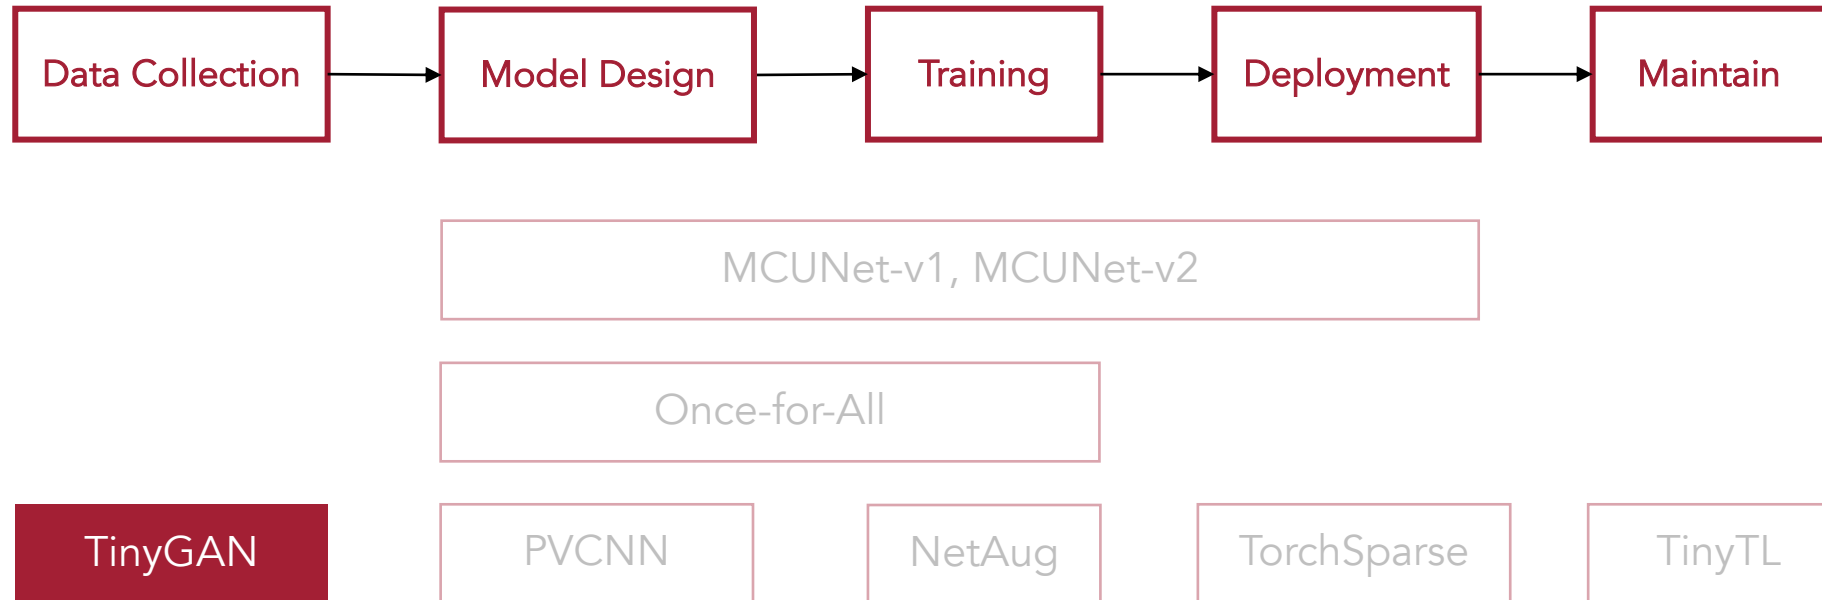 Data Collection
Model Design
Training
Deployment
Maintain
MCUNet-v1, MCUNet-v2
Once-for-All
TinyGAN
PVCNN
NetAug
TorchSparse
TinyTL